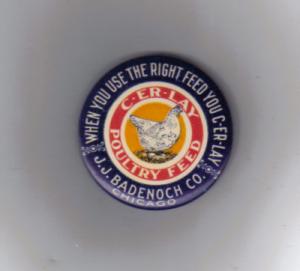 WHEN YOU USE THE RIGHT FEED YOU C-ER-LAY
C-ER-LAY
POULTRY FEED
J.J. BADENOCH CO.
CHICAGO